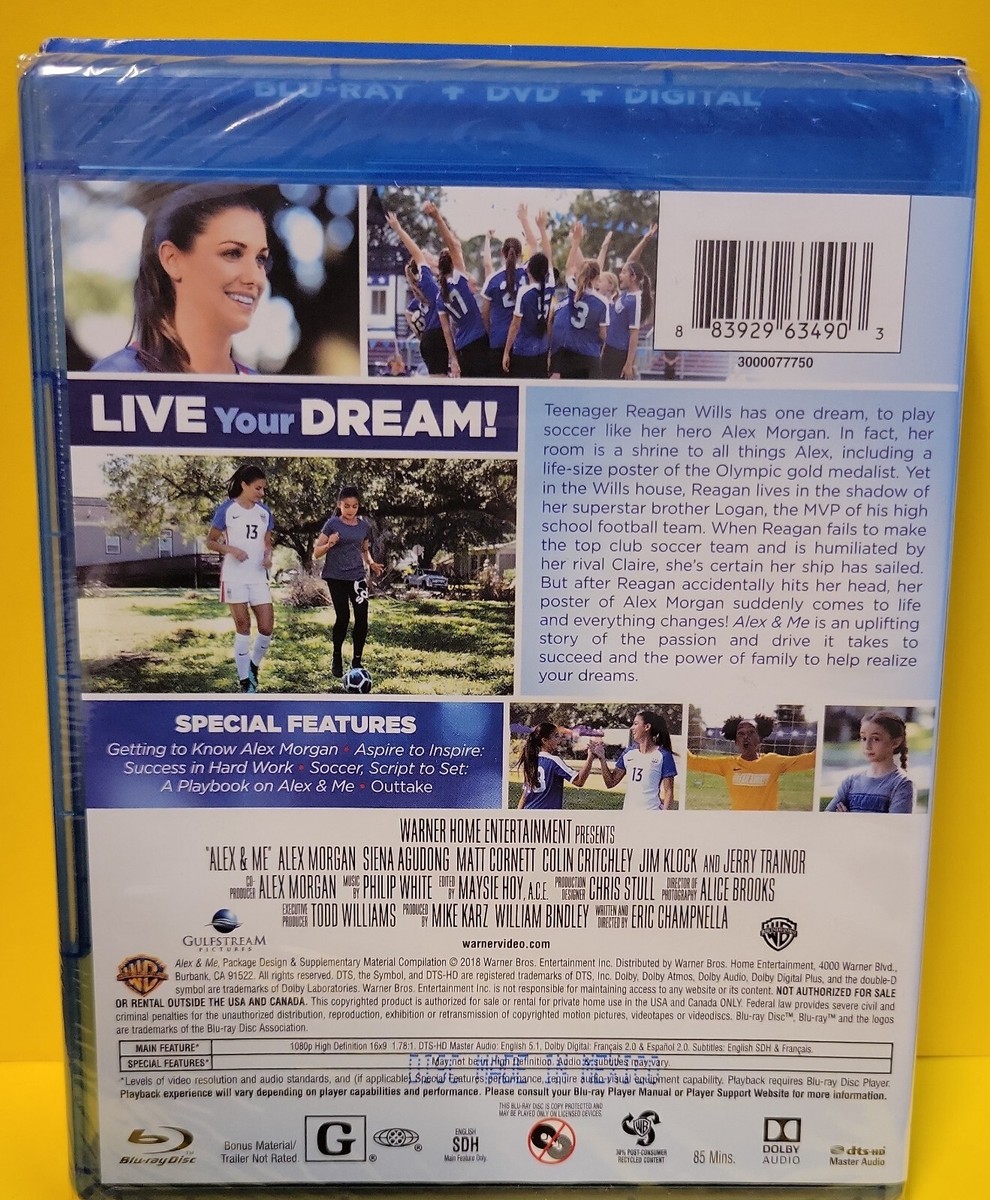 BLU-RAY + DVD + DIGITAL
8 83929 63490 3
3000077750
LIVE Your DREAM!
Teenager Reagan Wills has one dream, to play
soccer like her hero Alex Morgan. In fact, her
room is a shrine to all things Alex, including a
life-size poster of the Olympic gold medalist. Yet
in the Wills house, Reagan lives in the shadow of
her superstar brother Logan, the MVP of his high
school football team. When Reagan fails to make
the top club soccer team and is humiliated by
her rival Claire, she's certain her ship has sailed.
But after Reagan accidentally hits her head, her
poster of Alex Morgan suddenly comes to life
and everything changes! Alex & Me is an uplifting
story of the passion and drive it takes to
succeed and the power of family to help realize
your dreams.
17
3
13
SPECIAL FEATURES
Getting to Know Alex Morgan • Aspire to Inspire:
Success in Hard Work • Soccer, Script to Set:
A Playbook on Alex & Me • Outtake
13
WARNER HOME ENTERTAINMENT PRESENTS
"ALEX & ME" ALEX MORGAN SIENA AGUDONG MATT CORNETT COLIN CRITCHLEY JIM KLOCK AND JERRY TRAINOR
CO-PRODUCER ALEX MORGAN MUSIC BY PHILIP WHITE EDITED BY MAYSIE HOY, A.C.E. PRODUCTION DESIGNER CHRIS STULL DIRECTOR OF PHOTOGRAPHY ALICE BROOKS
EXECUTIVE PRODUCER TODD WILLIAMS PRODUCED BY MIKE KARZ WILLIAM BINDLEY WRITTEN AND DIRECTED BY ERIC CHAMPNELLA
GULFSTREAM
PICTURES
warnervideo.com
Alex & Me, Package Design & Supplementary Material Compilation © 2018 Warner Bros. Entertainment Inc. Distributed by Warner Bros. Home Entertainment, 4000 Warner Blvd.,
Burbank, CA 91522. All rights reserved. DTS, the Symbol, and DTS-HD are registered trademarks of DTS, Inc. Dolby, Dolby Atmos, Dolby Audio, Dolby Digital Plus, and the double-D
symbol are trademarks of Dolby Laboratories. Warner Bros. Entertainment Inc. is not responsible for maintaining access to any website or its content. NOT AUTHORIZED FOR SALE
OR RENTAL OUTSIDE THE USA AND CANADA. This copyrighted product is authorized for sale or rental for private home use in the USA and Canada ONLY. Federal law provides severe civil and
criminal penalties for the unauthorized distribution, reproduction, exhibition or retransmission of copyrighted motion pictures, videotapes or videodiscs. Blu-ray Disc™, Blu-ray™ and the logos
are trademarks of the Blu-ray Disc Association.
MAIN FEATURE* 1080p High Definition 16x9 1.78:1. DTS-HD Master Audio: English 5.1, Dolby Digital: Français 2.0 & Español 2.0. Subtitles: English SDH & Français.
SPECIAL FEATURES* May not be in High Definition. Audio & subtitles may vary.
DISC MADE IN MEXICO
*Levels of video resolution and audio standards, and (if applicable) Special Features performance, require audio-visual equipment capability. Playback requires Blu-ray Disc Player.
Playback experience will vary depending on player capabilities and performance. Please consult your Blu-ray Player Manual or Player Support Website for more information.
THIS BLU-RAY DISC IS COPY PROTECTED AND
MAY BE PLAYED ONLY ON LICENSED DEVICES.
Blu-ray Disc™
Bonus Material/
Trailer Not Rated
G ®
®
ENGLISH
SDH
Main Feature Only
30% POST-CONSUMER
RECYCLED CONTENT
85 Mins.
DOLBY
AUDIO
dts-HD
Master Audio